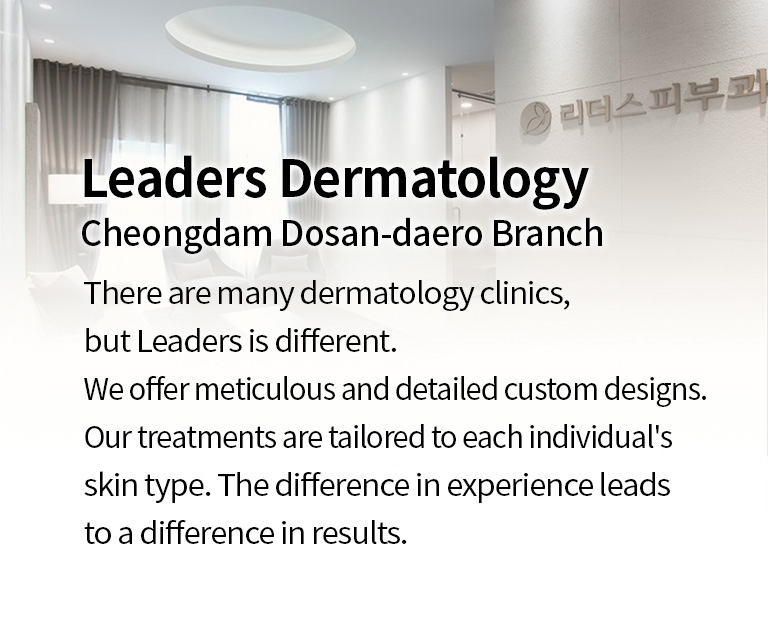 리더스피부과
Leaders Dermatology
Cheongdam Dosan-daero Branch
There are many dermatology clinics,
but Leaders is different.
We offer meticulous and detailed custom designs.
Our treatments are tailored to each individual's
skin type. The difference in experience leads
to a difference in results.